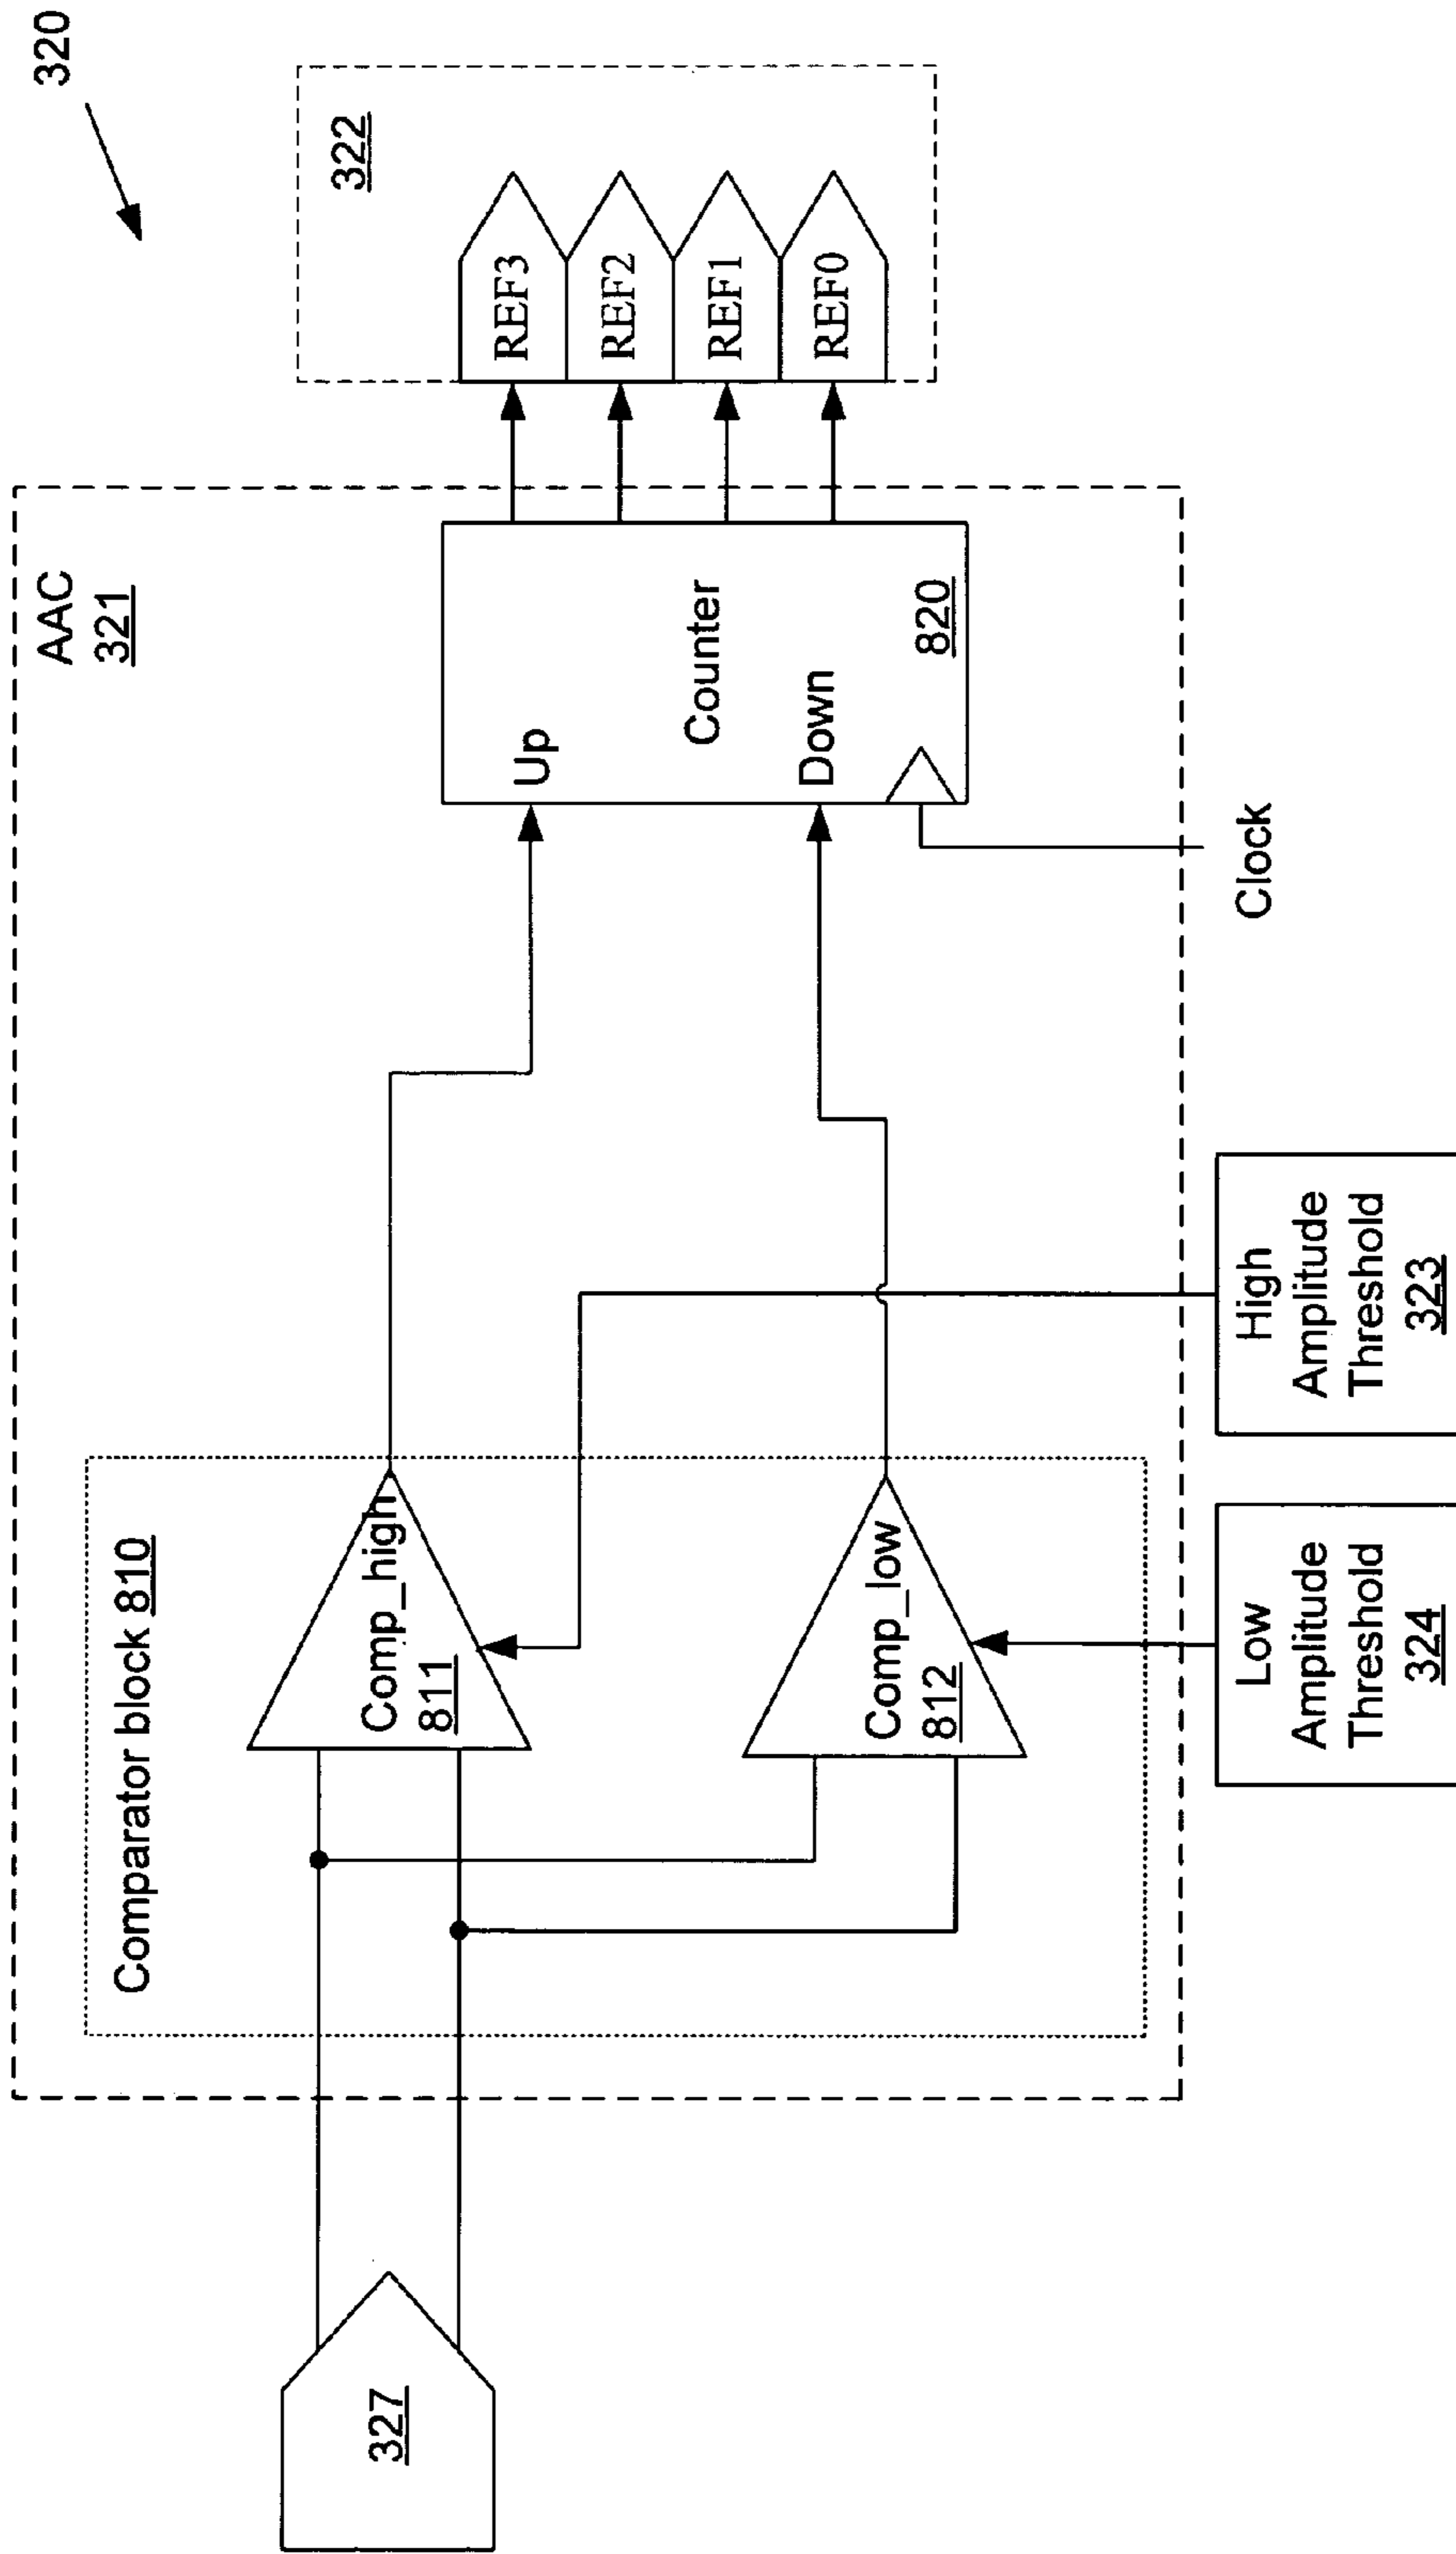 320
AAC
321
322
Comparator block 810
Comp_high
811
Up
REF3
REF2
REF1
REF0
327
Counter
Comp_low
812
Down
820
Clock
Low
Amplitude
Threshold
324
High
Amplitude
Threshold
323